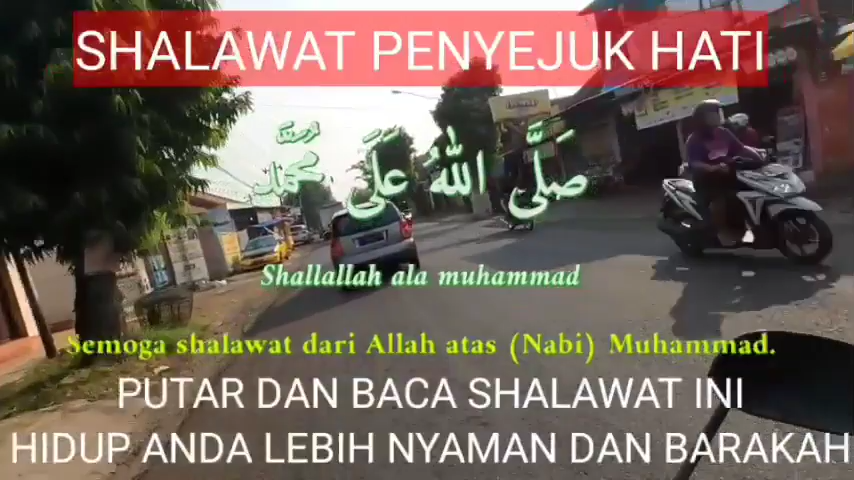 SHALAWAT PENYEJUK HATI
صَلَّى اللهُ عَلَى مُحَمَّد
Shallallah ala muhammad
Semoga shalawat dari Allah atas (Nabi) Muhammad.
PUTAR DAN BACA SHALAWAT INI
HIDUP ANDA LEBIH NYAMAN DAN BARAKAH